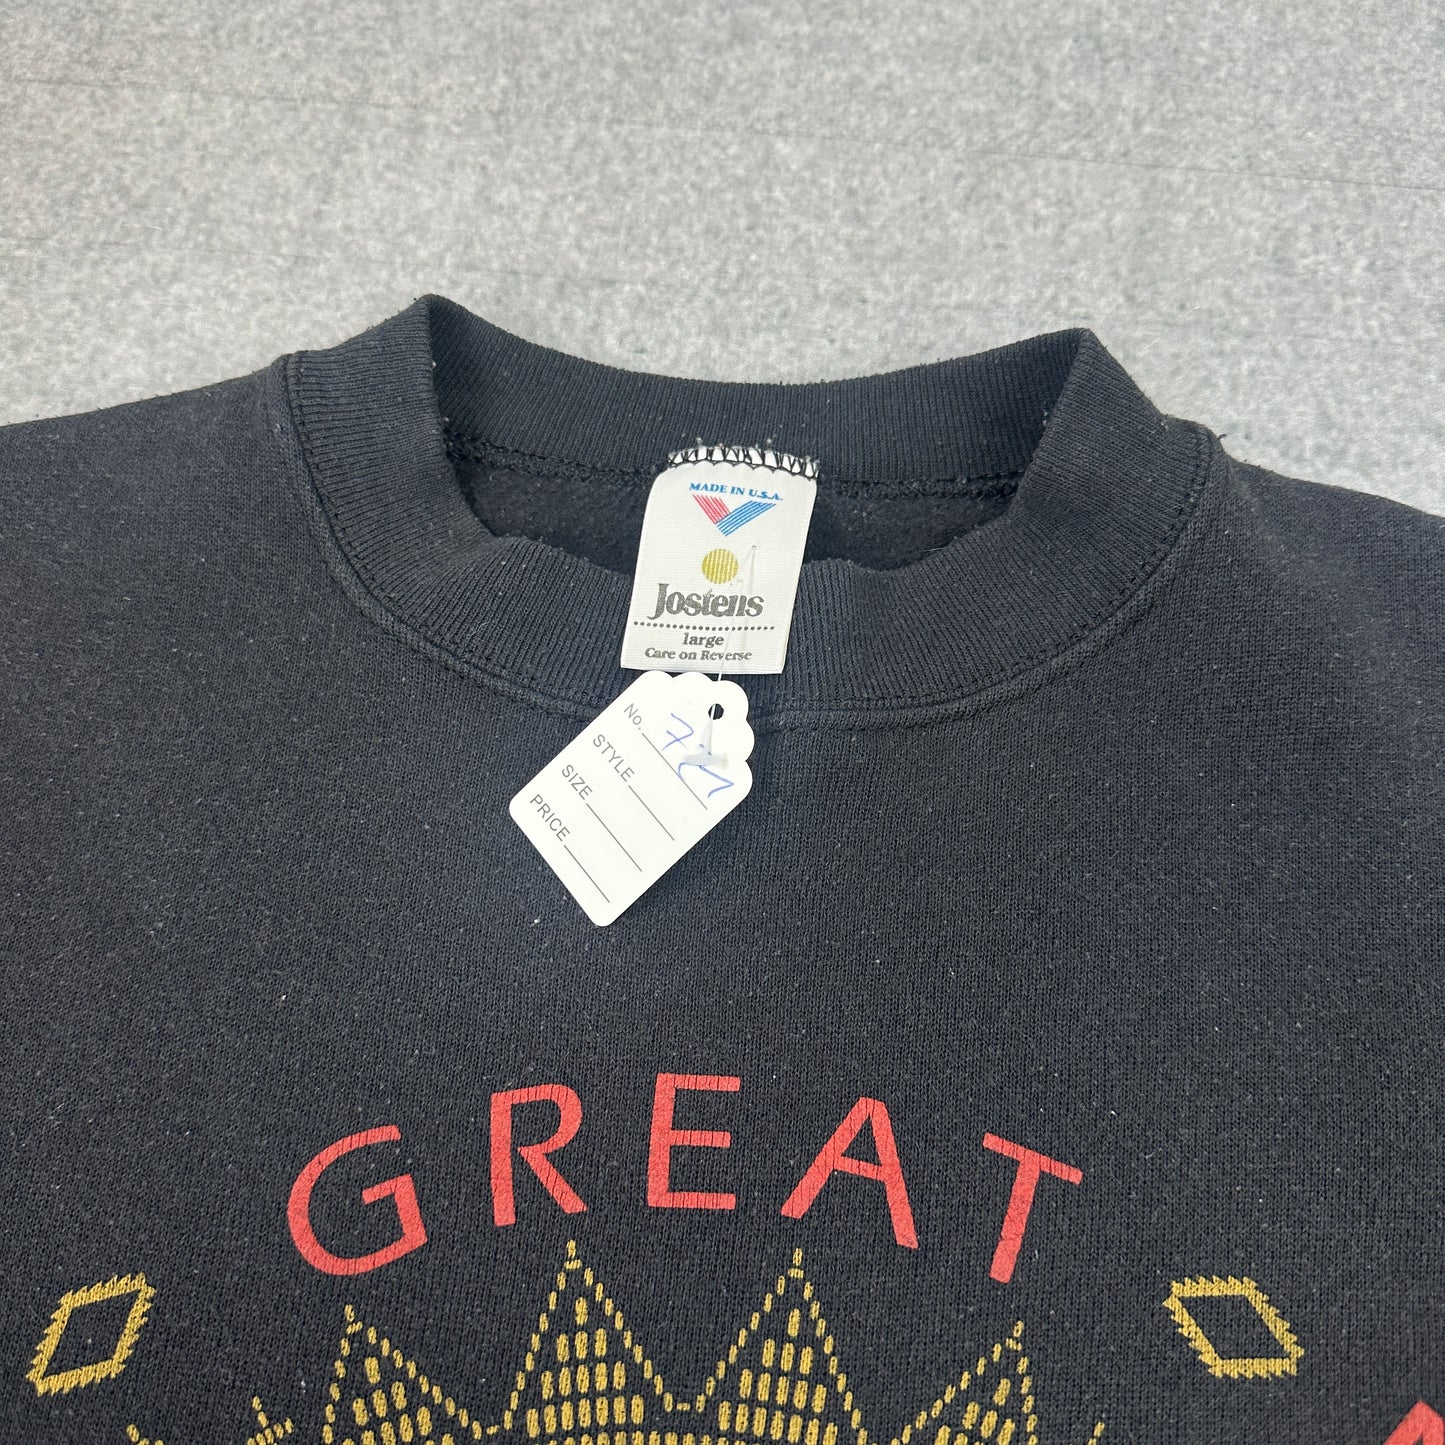 MADE IN U.S.A.
Jostens
large
Care on Reverse
No.
STYLE
SIZE
PRICE
GREAT